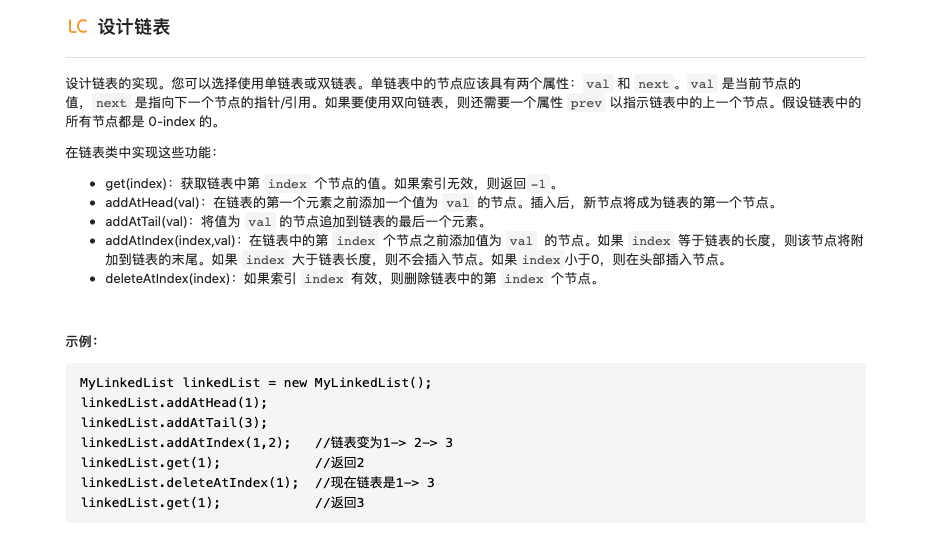 LC 设计链表
设计链表的实现。您可以选择使用单链表或双链表。单链表中的节点应该具有两个属性：val 和 next。val 是当前节点的
值，next 是指向下一个节点的指针/引用。如果要使用双向链表，则还需要一个属性 prev 以指示链表中的上一个节点。假设链表中的
所有节点都是 0-index 的。
在链表类中实现这些功能：
• get(index)：获取链表中第 index 个节点的值。如果索引无效，则返回-1。
• addAtHead(val)：在链表的第一个元素之前添加一个值为 val 的节点。插入后，新节点将成为链表的第一个节点。
• addAtTail(val)：将值为 val 的节点追加到链表的最后一个元素。
• addAtIndex(index,val)：在链表中的第 index 个节点之前添加值为 val 的节点。如果 index 等于链表的长度，则该节点将附
加到链表的末尾。如果 index 大于链表长度，则不会插入节点。如果index小于0，则在头部插入节点。
• deleteAtIndex(index)：如果索引 index 有效，则删除链表中的第 index 个节点。
示例：
MyLinkedList linkedList = new MyLinkedList();
linkedList.addAtHead(1);
linkedList.addAtTail(3);
linkedList.addAtIndex(1,2);   //链表变为1-> 2-> 3
linkedList.get(1);            //返回2
linkedList.deleteAtIndex(1);  //现在链表是1-> 3
linkedList.get(1);            //返回3